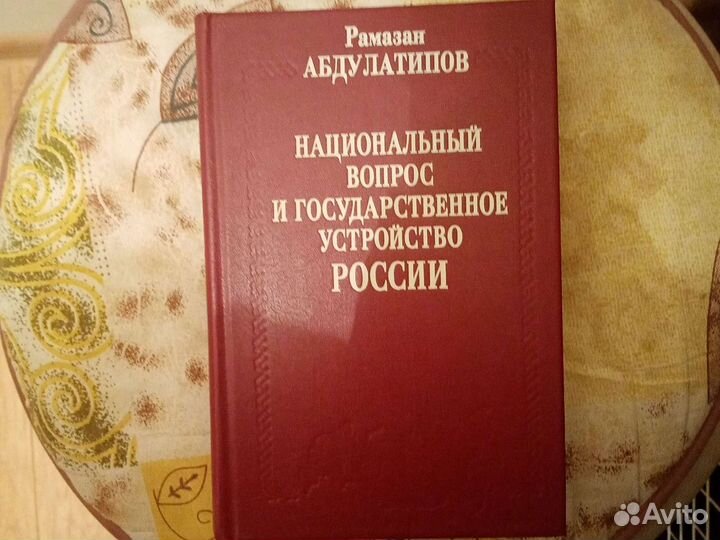 Рамазан
АБДУЛАТИПОВ
НАЦИОНАЛЬНЫЙ
ВОПРОС
И ГОСУДАРСТВЕННОЕ
УСТРОЙСТВО
РОССИИ
Avito